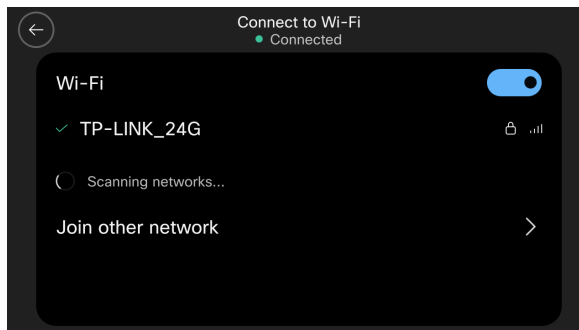 Connect to Wi-Fi
Connected
Wi-Fi
TP-LINK_24G
Scanning networks...
Join other network